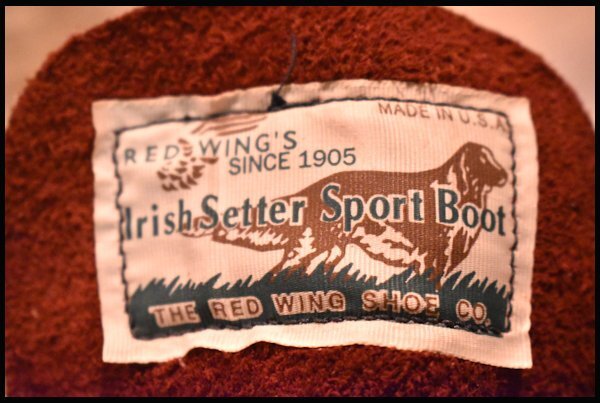 MADE IN U.S.A.
RED WING'S
SINCE 1905
Irish Setter Sport Boot
THE RED WING SHOE CO.